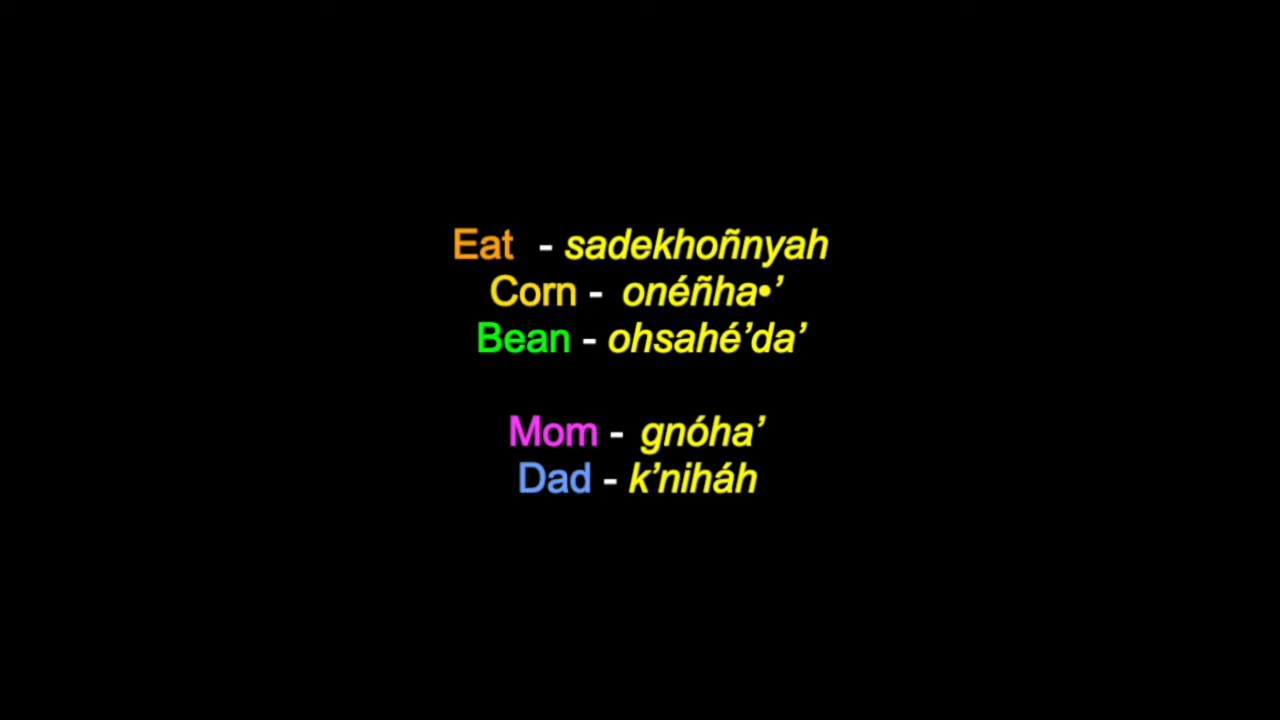 Eat - sadekhoñnyah
Corn - onéñha•’
Bean - ohsahé’da’
Mom - gnóha’
Dad - k’niháh